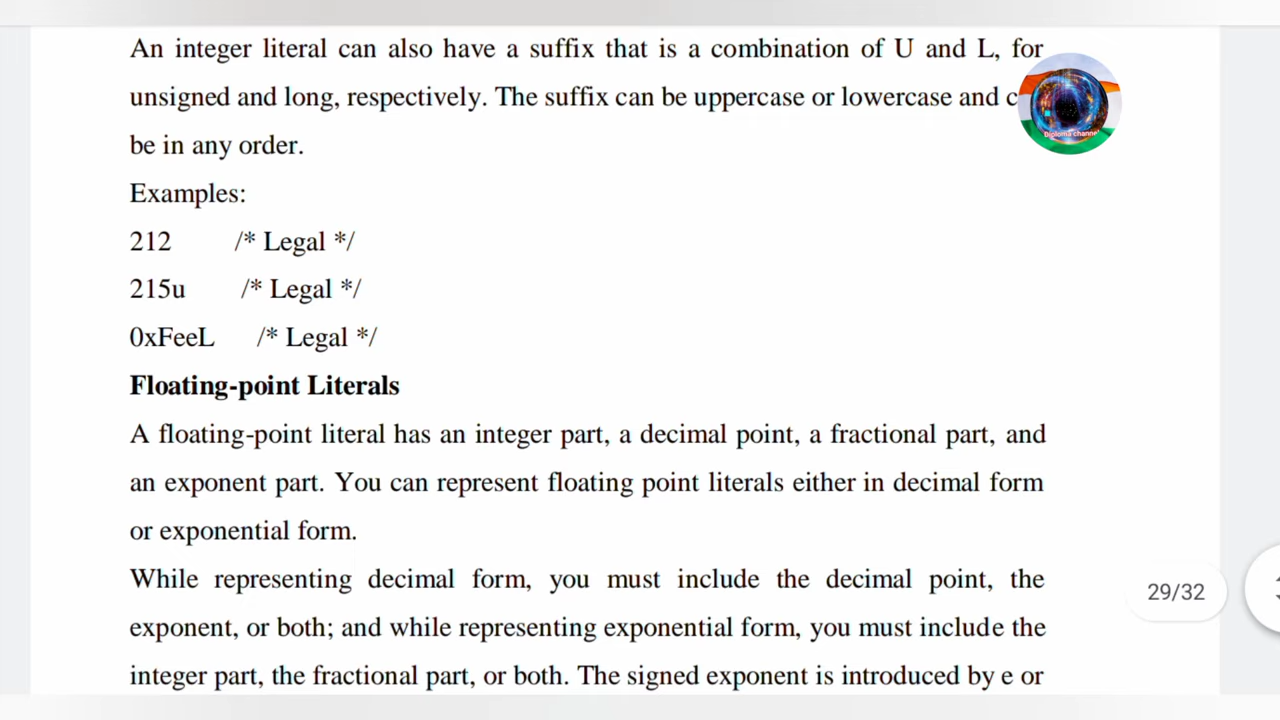 An integer literal can also have a suffix that is a combination of U and L, for
unsigned and long, respectively. The suffix can be uppercase or lowercase and
Diploma channel
be in any order.
Examples:
212 /* Legal */
215u /* Legal */
0xFeeL /* Legal */
Floating-point Literals
A floating-point literal has an integer part, a decimal point, a fractional part, and
an exponent part. You can represent floating point literals either in decimal form
or exponential form.
While representing decimal form, you must include the decimal point, the
29/32
exponent, or both; and while representing exponential form, you must include the
integer part, the fractional part, or both. The signed exponent is introduced by e or